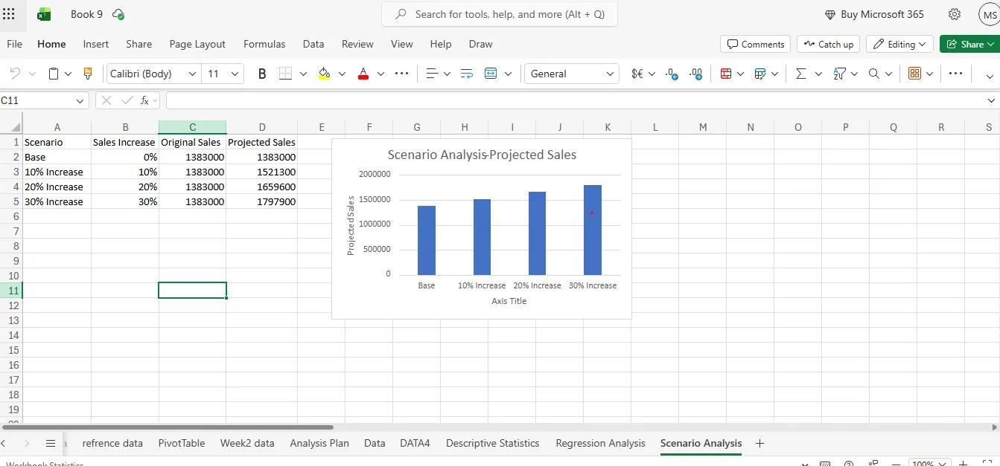 Book 9
Search for tools, help, and more (Alt + Q)
Buy Microsoft 365
MS
File Home Insert Share Page Layout Formulas Data Review View Help Draw
Comments Catch up Editing Share
Calibri (Body) 11 B A General $€ .0 .00
C11 fx
A B C D E F G H I J K L M N O P Q R S
1 Scenario Sales Increase Original Sales Projected Sales
2 Base 0% 1383000 1383000
3 10% Increase 10% 1383000 1521300
4 20% Increase 20% 1383000 1659600
5 30% Increase 30% 1383000 1797900
6
7
8
9
10
11
12
13
14
15
16
17
18
19
Scenario Analysis-Projected Sales
Projected Sales
2000000
1500000
1000000
500000
0
Base 10% Increase 20% Increase 30% Increase
Axis Title
a refrence data PivotTable Week2 data Analysis Plan Data DATA4 Descriptive Statistics Regression Analysis Scenario Analysis +
Workbook Statistics
100%